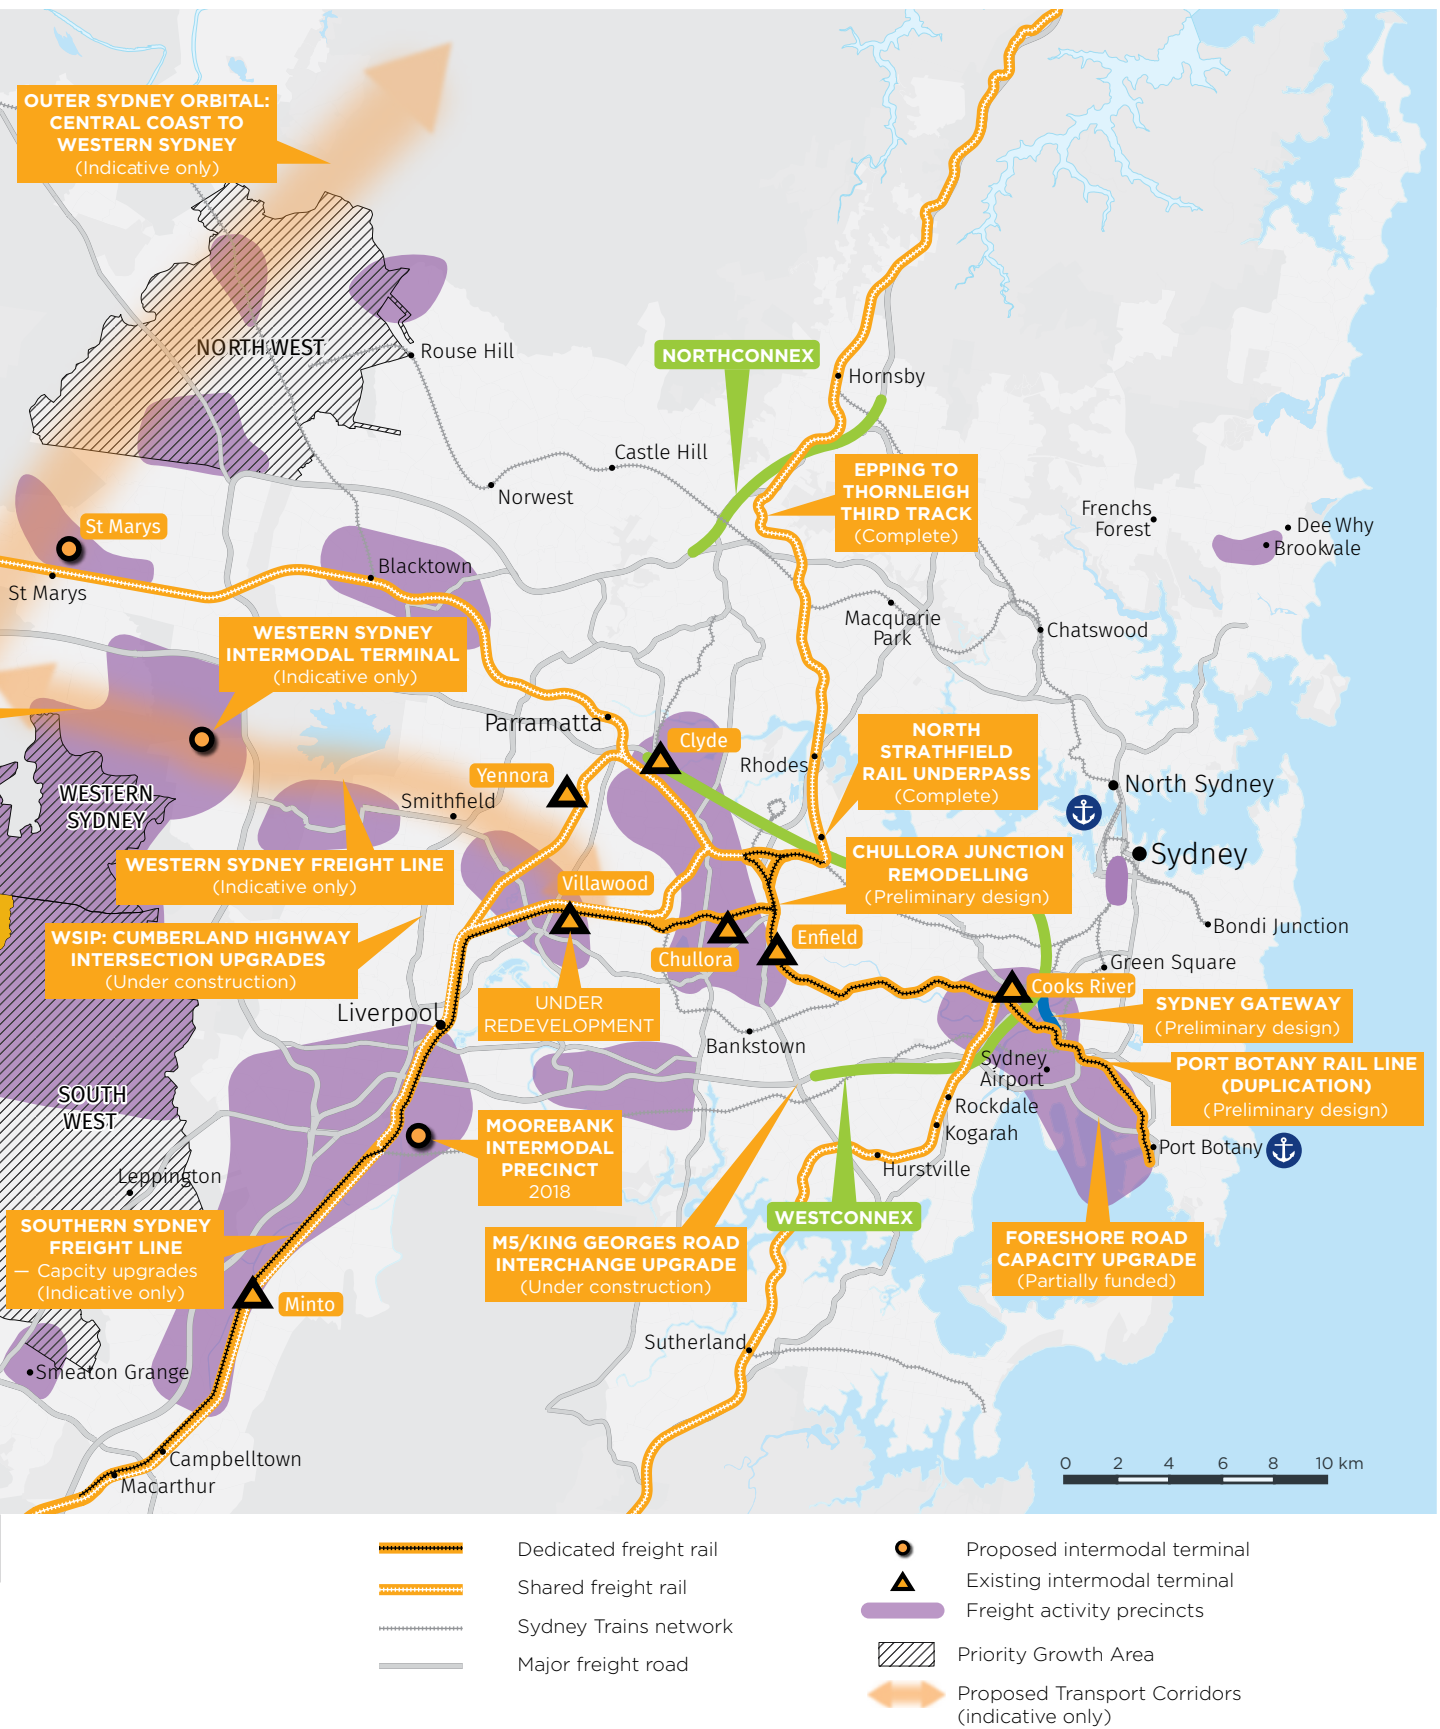 OUTER SYDNEY ORBITAL:
CENTRAL COAST TO
WESTERN SYDNEY
(Indicative only)
NORTH WEST
Rouse Hill
NORTHCONNEX
Hornsby
Castle Hill
Norwest
EPPING TO
THORNLEIGH
THIRD TRACK
(Complete)
Frenchs
Forest
Dee Why
Brookvale
St Marys
St Marys
Blacktown
Macquarie
Park
Chatswood
WESTERN SYDNEY
INTERMODAL TERMINAL
(Indicative only)
Parramatta
Clyde
Rhodes
NORTH
STRATHFIELD
RAIL UNDERPASS
(Complete)
Yennora
Smithfield
North Sydney
WESTERN
SYDNEY
Sydney
WESTERN SYDNEY FREIGHT LINE
(Indicative only)
CHULLORA JUNCTION
REMODELLING
(Preliminary design)
Villawood
WSIP: CUMBERLAND HIGHWAY
INTERSECTION UPGRADES
(Under construction)
Enfield
Chullora
Bondi Junction
Green Square
Cooks River
UNDER
REDEVELOPMENT
Liverpool
Bankstown
SYDNEY GATEWAY
(Preliminary design)
Sydney
Airport
PORT BOTANY RAIL LINE
(DUPLICATION)
(Preliminary design)
SOUTH
WEST
Rockdale
Kogarah
MOOREBANK
INTERMODAL
PRECINCT
2018
Port Botany
Hurstville
Leppington
WESTCONNEX
SOUTHERN SYDNEY
FREIGHT LINE
— Capcity upgrades
(Indicative only)
M5/KING GEORGES ROAD
INTERCHANGE UPGRADE
(Under construction)
FORESHORE ROAD
CAPACITY UPGRADE
(Partially funded)
Minto
Sutherland
Smeaton Grange
Campbelltown
Macarthur
0 2 4 6 8 10 km
Dedicated freight rail
Shared freight rail
Sydney Trains network
Major freight road
Proposed intermodal terminal
Existing intermodal terminal
Freight activity precincts
Priority Growth Area
Proposed Transport Corridors
(indicative only)